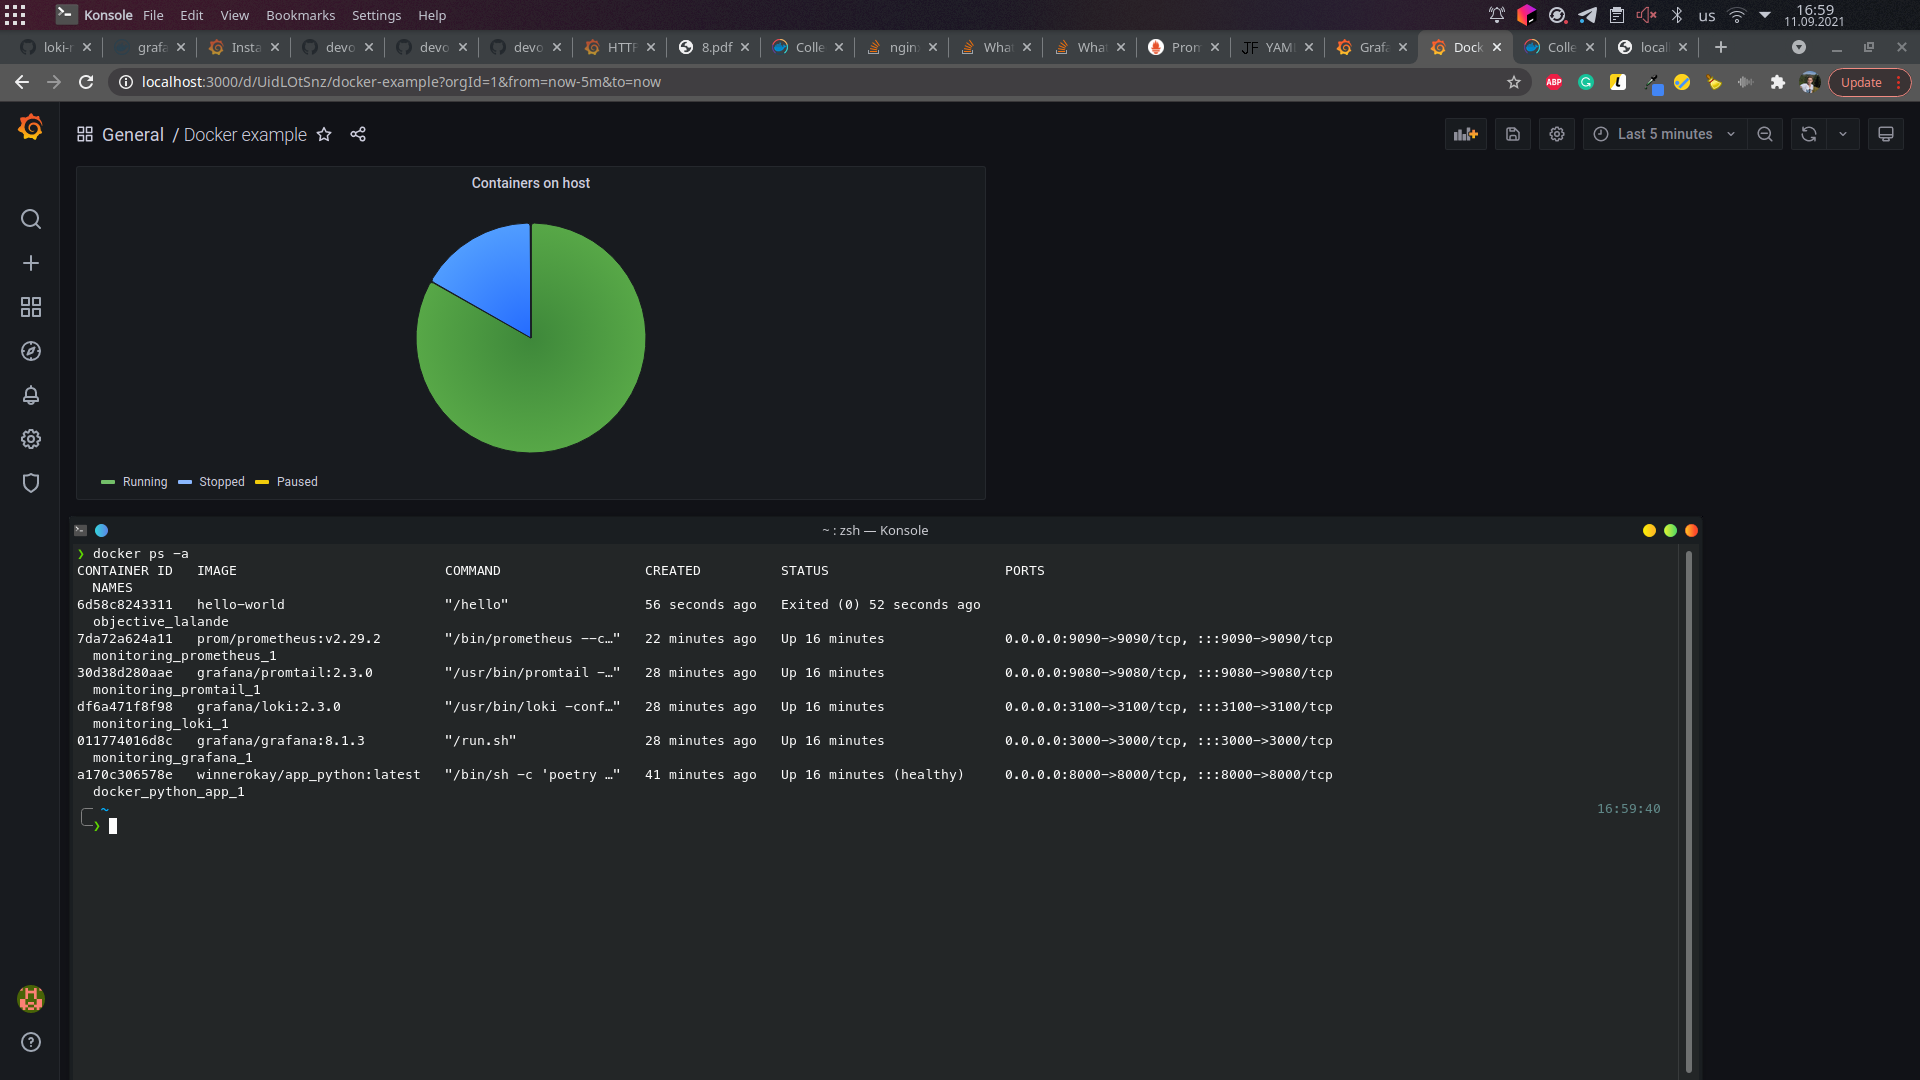 Konsole File Edit View Bookmarks Settings Help us 16:59
11.09.2021
loki-r grafa Insta devo devo devo HTTP 8.pdf Colle nginx What What Prom JF YAML Grafa Dock Colle local
localhost:3000/d/UidLOtSnz/docker-example?orgId=1&from=now-5m&to=now ABP Update
General / Docker example Last 5 minutes
Containers on host
Running Stopped Paused
~ : zsh — Konsole
❯ docker ps -a
CONTAINER ID IMAGE COMMAND CREATED STATUS PORTS
NAMES
6d58c8243311 hello-world "/hello" 56 seconds ago Exited (0) 52 seconds ago
objective_lalande
7da72a624a11 prom/prometheus:v2.29.2 "/bin/prometheus --c…" 22 minutes ago Up 16 minutes 0.0.0.0:9090->9090/tcp, :::9090->9090/tcp
monitoring_prometheus_1
30d38d280aae grafana/promtail:2.3.0 "/usr/bin/promtail -…" 28 minutes ago Up 16 minutes 0.0.0.0:9080->9080/tcp, :::9080->9080/tcp
monitoring_promtail_1
df6a471f8f98 grafana/loki:2.3.0 "/usr/bin/loki -conf…" 28 minutes ago Up 16 minutes 0.0.0.0:3100->3100/tcp, :::3100->3100/tcp
monitoring_loki_1
011774016d8c grafana/grafana:8.1.3 "/run.sh" 28 minutes ago Up 16 minutes 0.0.0.0:3000->3000/tcp, :::3000->3000/tcp
monitoring_grafana_1
a170c306578e winnerokay/app_python:latest "/bin/sh -c 'poetry …" 41 minutes ago Up 16 minutes (healthy) 0.0.0.0:8000->8000/tcp, :::8000->8000/tcp
docker_python_app_1
~ 16:59:40
❯